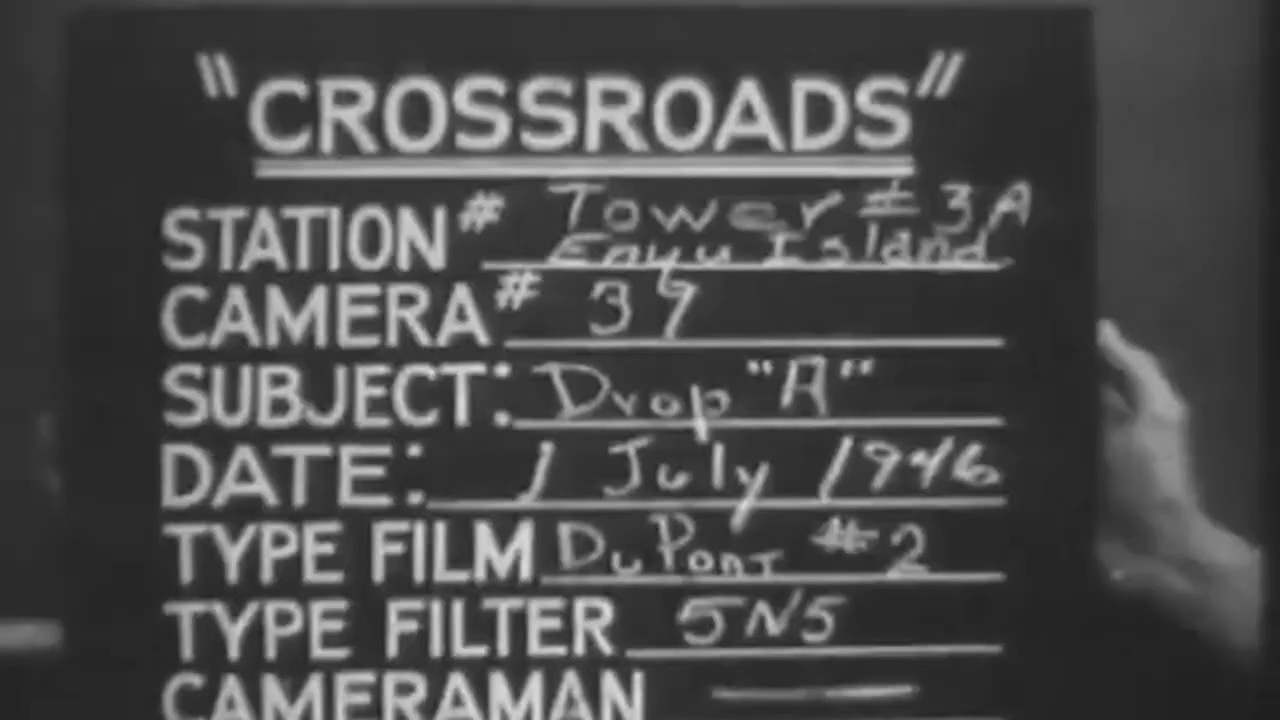 "CROSSROADS"
STATION # Tower # 3A
Enyu Island
CAMERA # 39
SUBJECT: Drop "A"
DATE: 1 July 1946
TYPE FILM DuPont #2
TYPE FILTER 5N5
CAMERAMAN —